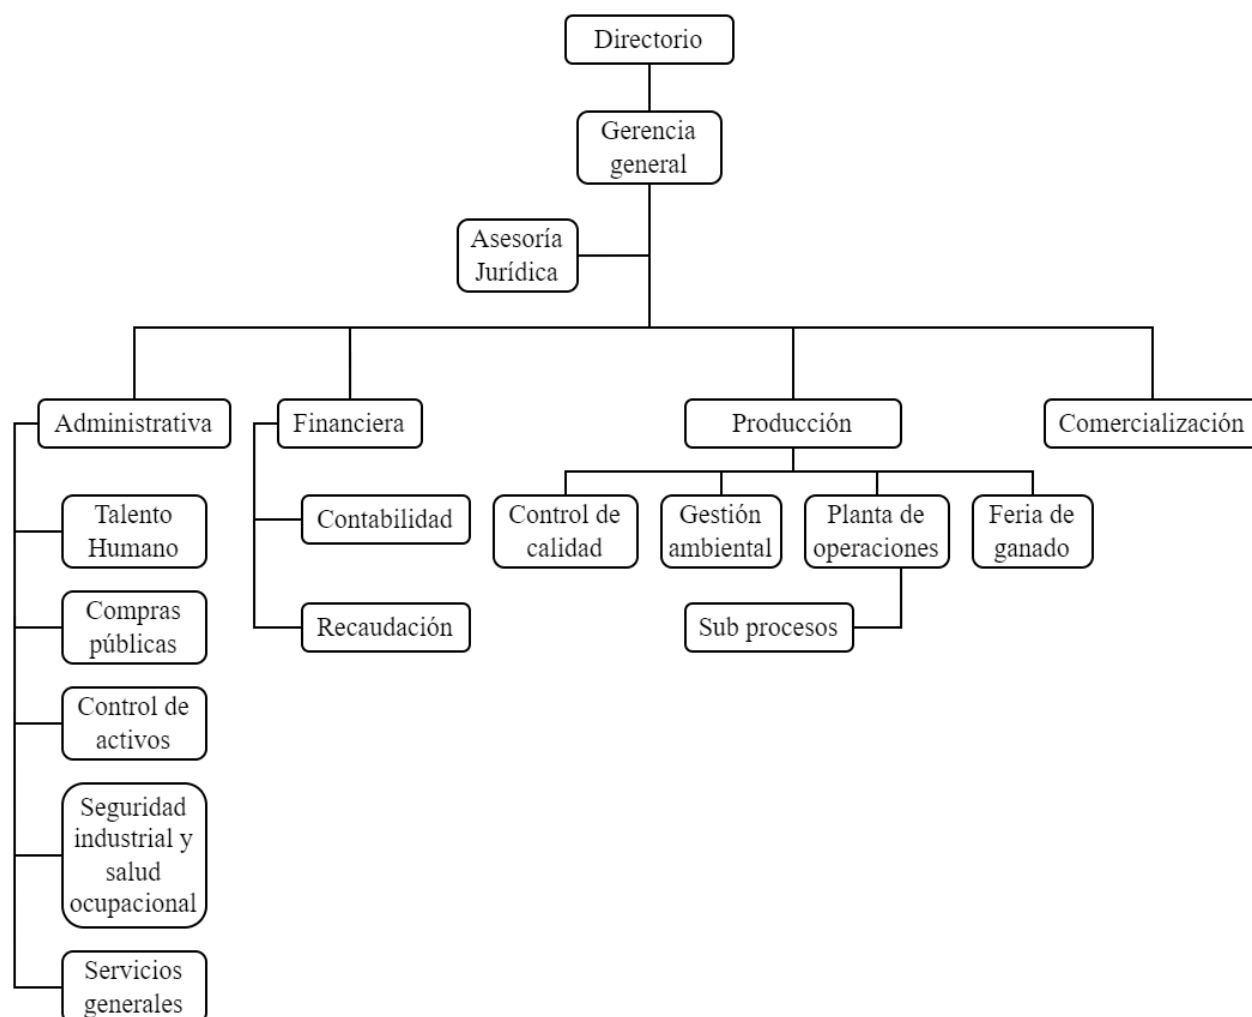 Directorio
Gerencia
general
Asesoría
Jurídica
Administrativa
Financiera
Producción
Comercialización
Talento
Humano
Compras
públicas
Control de
activos
Seguridad
industrial y
salud
ocupacional
Servicios
generales
Contabilidad
Recaudación
Control de
calidad
Gestión
ambiental
Planta de
operaciones
Feria de
ganado
Sub procesos